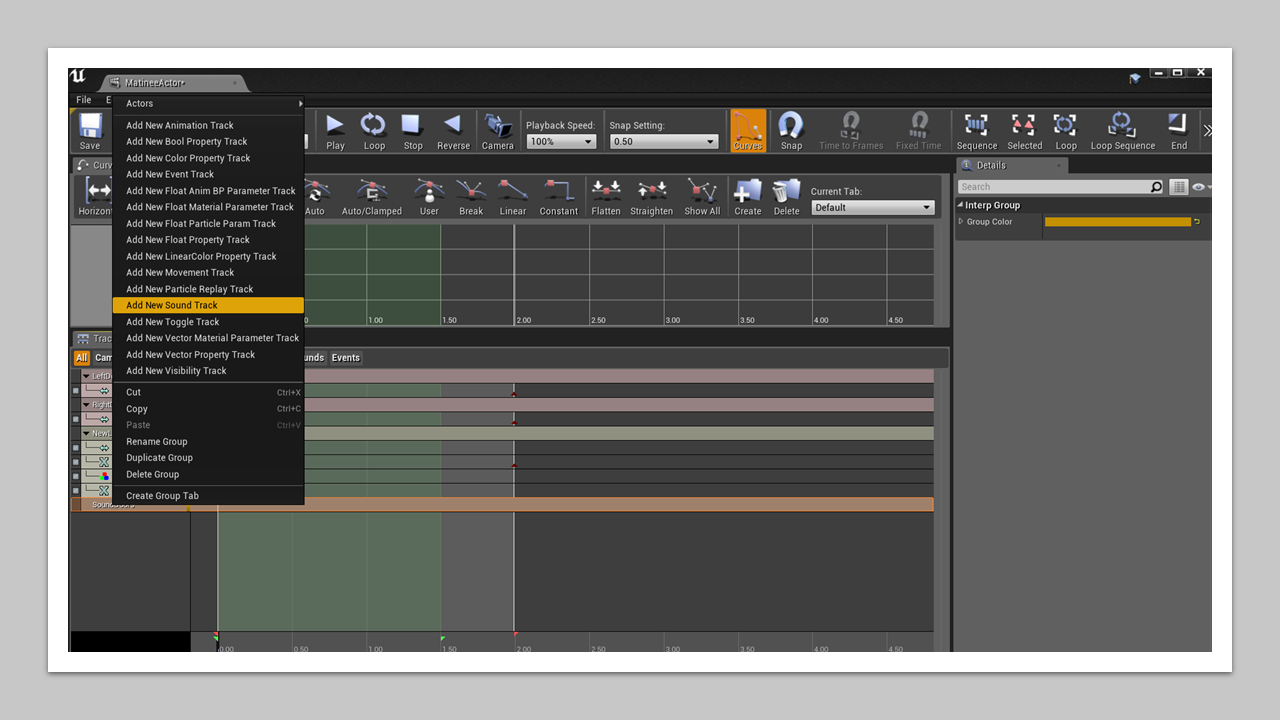 MatineeActor*
File E
Save
Play
Loop
Stop
Reverse
Camera
Playback Speed:
100%
Snap Setting:
0.50
Curves
Snap
Time to Frames
Fixed Time
Sequence
Selected
Loop
Loop Sequence
End
Actors
Add New Animation Track
Add New Bool Property Track
Add New Color Property Track
Add New Event Track
Add New Float Anim BP Parameter Track
Add New Float Material Parameter Track
Add New Float Particle Param Track
Add New Float Property Track
Add New LinearColor Property Track
Add New Movement Track
Add New Particle Replay Track
Add New Sound Track
Add New Toggle Track
Add New Vector Material Parameter Track
Add New Vector Property Track
Add New Visibility Track
Cut Ctrl+X
Copy Ctrl+C
Paste Ctrl+V
Rename Group
Duplicate Group
Delete Group
Create Group Tab
Curv
Horizont
Auto
Auto/Clamped
User
Break
Linear
Constant
Flatten
Straighten
Show All
Create
Delete
Current Tab:
Default
Details
Search
Interp Group
Group Color
0 1.00 1.50 2.00 2.50 3.00 3.50 4.00 4.50
Trac
All Cam unds Events
LeftD
RightD
NewL
0.00 0.50 1.00 1.50 2.00 2.50 3.00 3.50 4.00 4.50